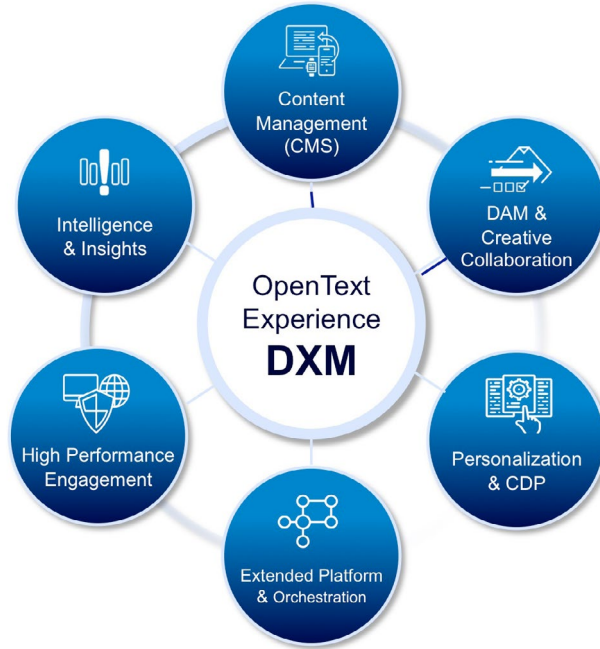 Content
Management
(CMS)
DAM &
Creative
Collaboration
Personalization
& CDP
Extended Platform
& Orchestration
High Performance
Engagement
Intelligence
& Insights
OpenText
Experience
DXM